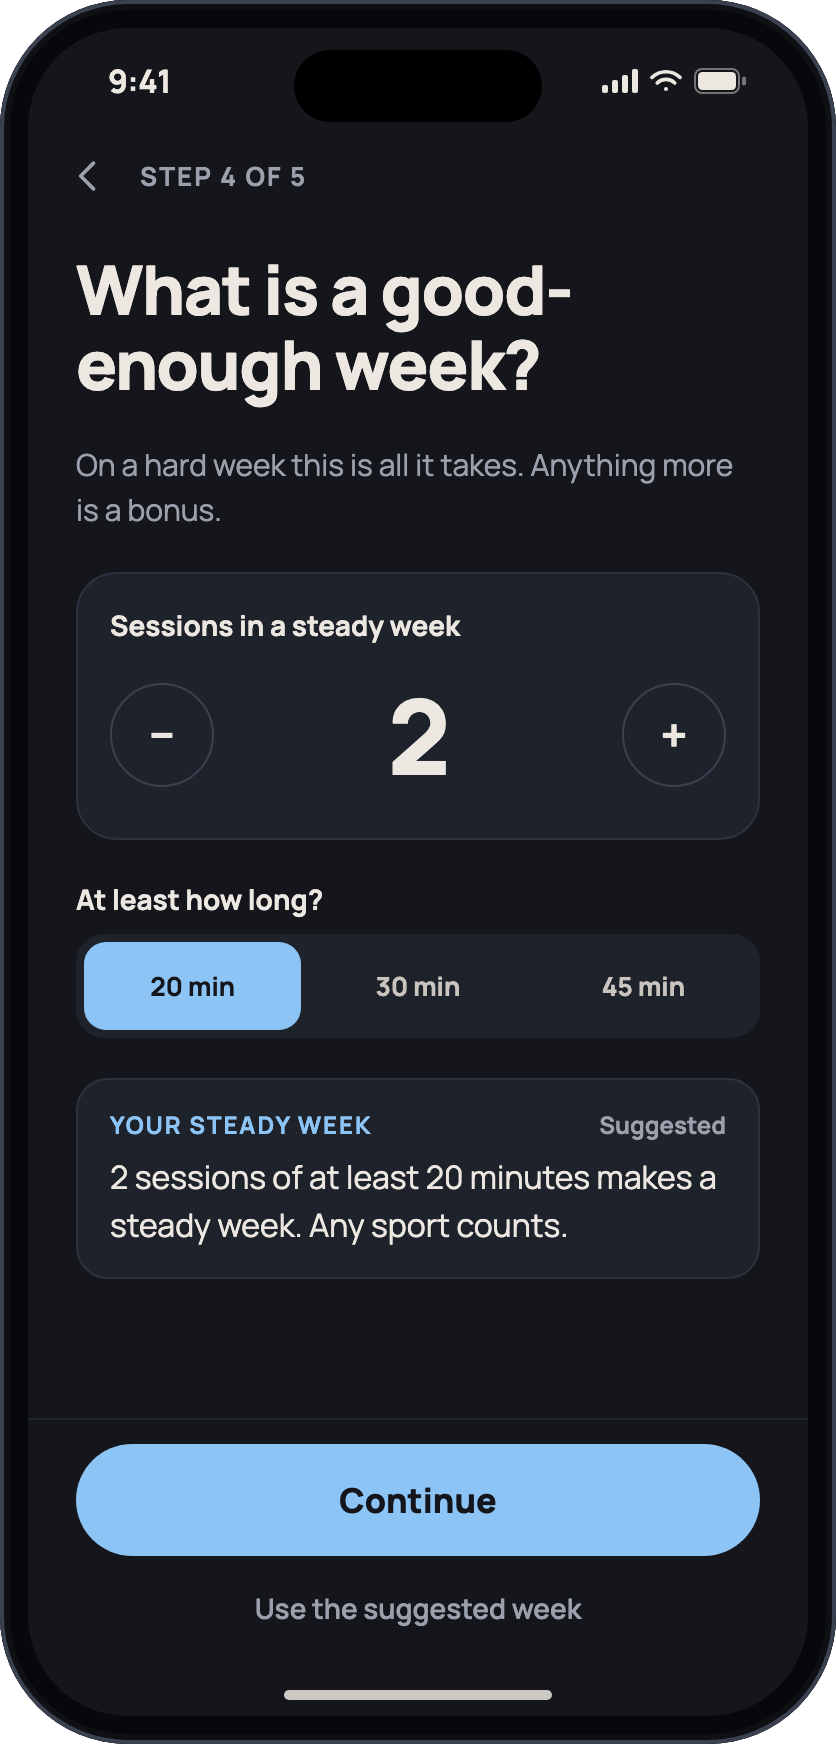 9:41
STEP 4 OF 5
What is a good-
enough week?
On a hard week this is all it takes. Anything more
is a bonus.
Sessions in a steady week
− 2 +
At least how long?
20 min 30 min 45 min
YOUR STEADY WEEK Suggested
2 sessions of at least 20 minutes makes a
steady week. Any sport counts.
Continue
Use the suggested week